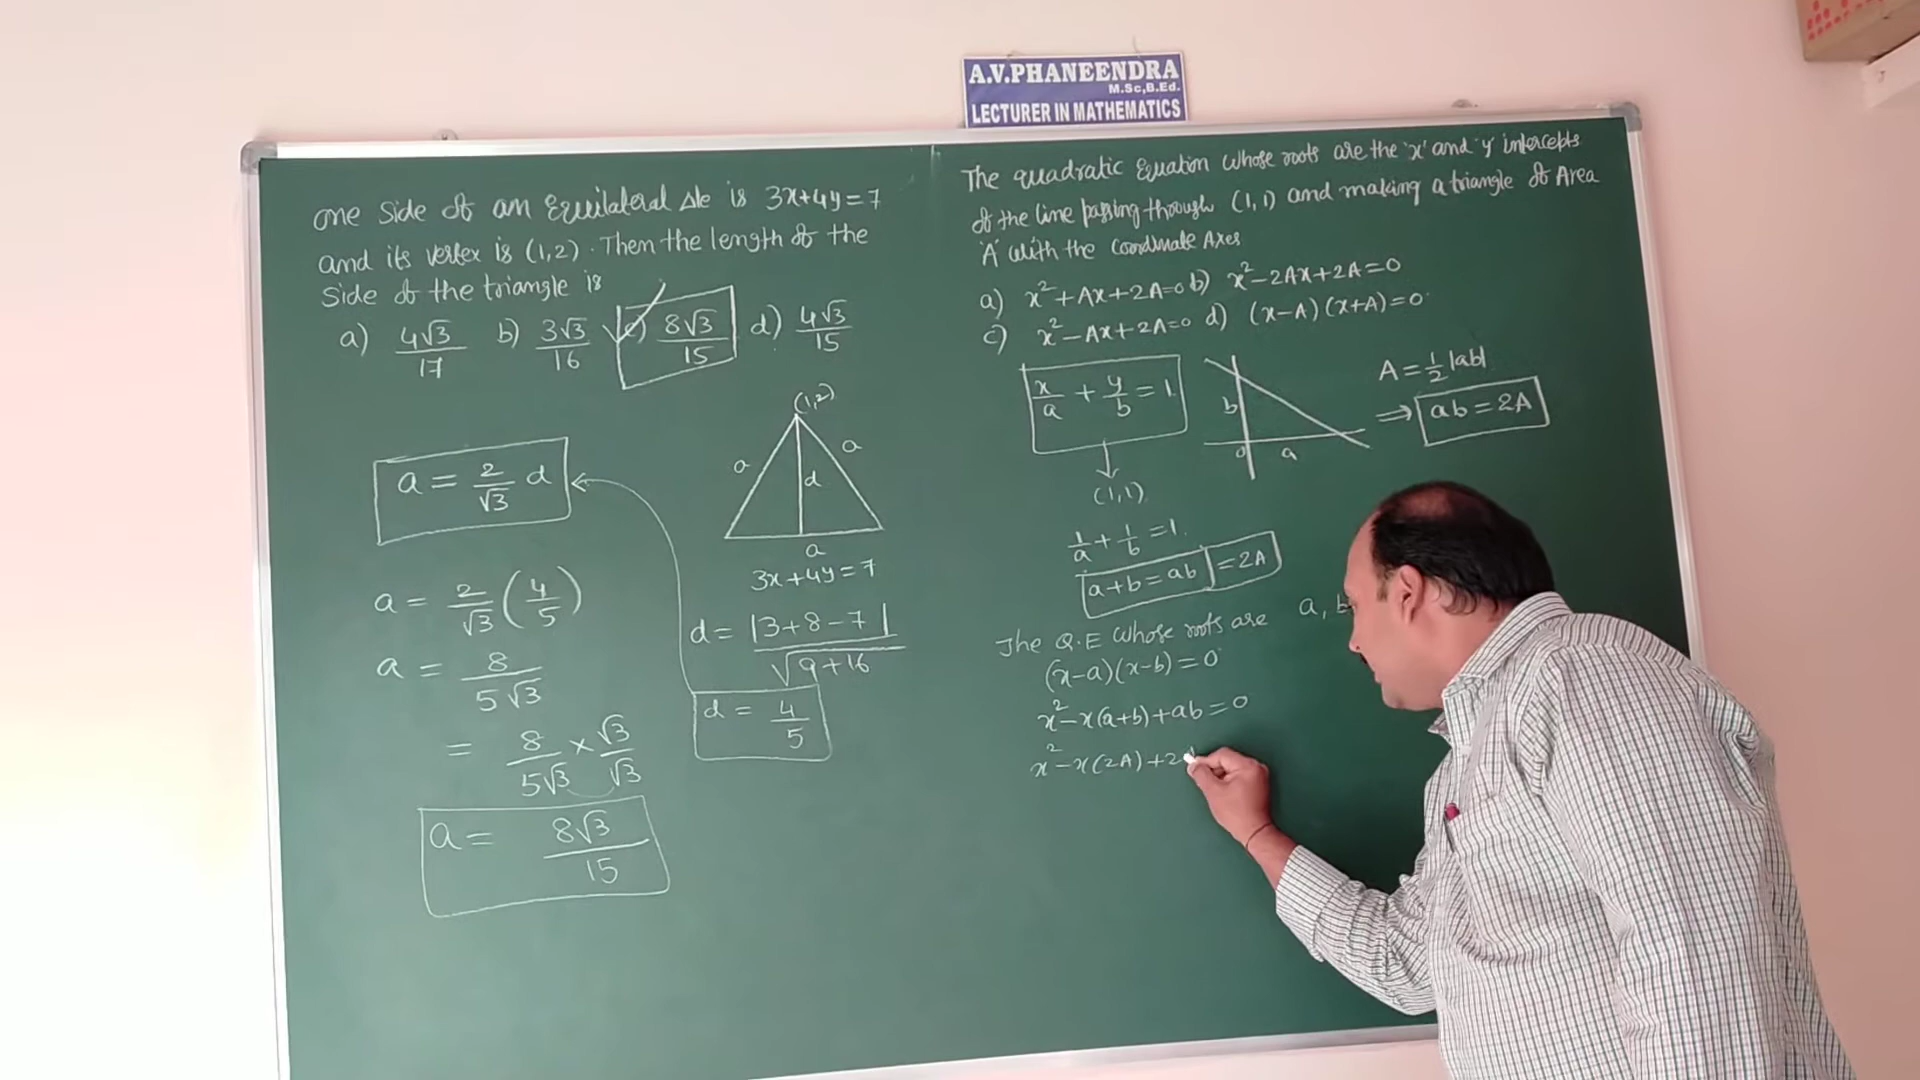 A.V.PHANEENDRA
M.Sc,B.Ed.
LECTURER IN MATHEMATICS
one Side of an Equilateral Δle is 3x+4y=7
and its vertex is (1,2). Then the length of the
Side of the triangle is
a) 4√3/17 b) 3√3/16 c) 8√3/15 d) 4√3/15
(1,2)
a a
d
a
3x+4y=7
a = 2/√3 d
d = |3+8-7|/√9+16
d = 4/5
a = 2/√3 (4/5)
a = 8/5√3
= 8/5√3 × √3/√3
a = 8√3/15
The quadratic Equation whose roots are the 'x' and 'y' intercepts
of the line passing through (1,1) and making a triangle of Area
'A' with the coordinate Axes
a) x²+Ax+2A=0 b) x²-2Ax+2A=0
c) x²-Ax+2A=0 d) (x-A)(x+A)=0
x/a + y/b = 1
b
0 a
A = 1/2 |ab|
⇒ ab = 2A
(1,1)
1/a + 1/b = 1
a+b = ab = 2A
The Q.E whose roots are a, b
(x-a)(x-b)=0
x²-x(a+b)+ab=0
x²-x(2A)+2